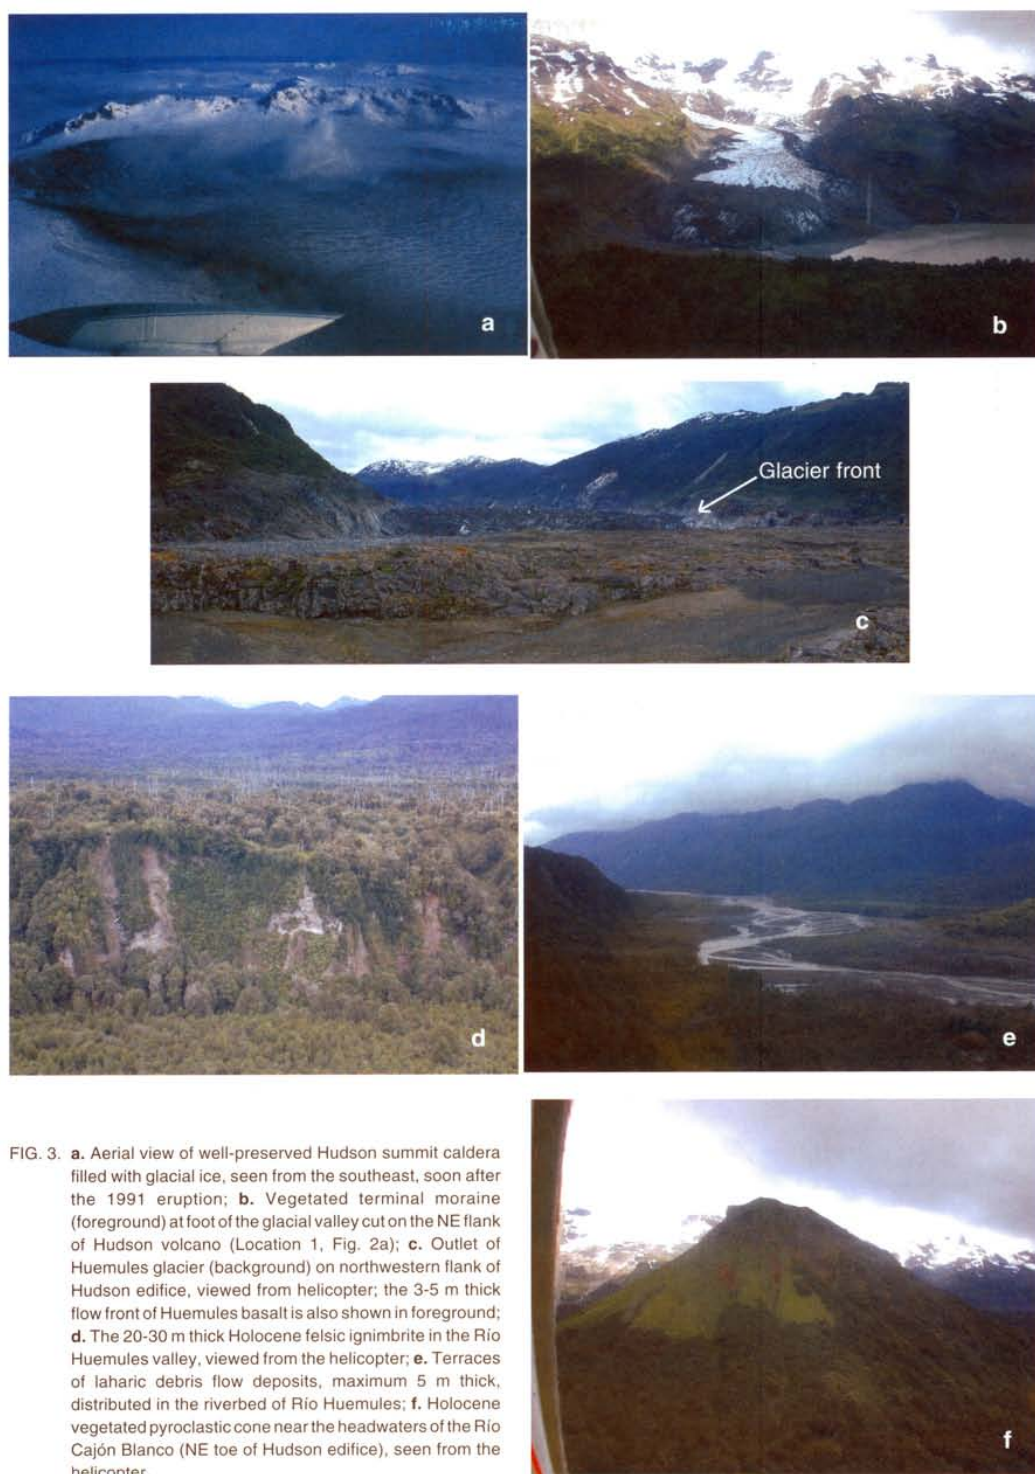 a
b
Glacier front
c
d
e
FIG. 3. a. Aerial view of well-preserved Hudson summit caldera
filled with glacial ice, seen from the southeast, soon after
the 1991 eruption; b. Vegetated terminal moraine
(foreground) at foot of the glacial valley cut on the NE flank
of Hudson volcano (Location 1, Fig. 2a); c. Outlet of
Huemules glacier (background) on northwestern flank of
Hudson edifice, viewed from helicopter; the 3-5 m thick
flow front of Huemules basalt is also shown in foreground;
d. The 20-30 m thick Holocene felsic ignimbrite in the Río
Huemules valley, viewed from the helicopter; e. Terraces
of laharic debris flow deposits, maximum 5 m thick,
distributed in the riverbed of Río Huemules; f. Holocene
vegetated pyroclastic cone near the headwaters of the Río
Cajón Blanco (NE toe of Hudson edifice), seen from the
helicopter.
f